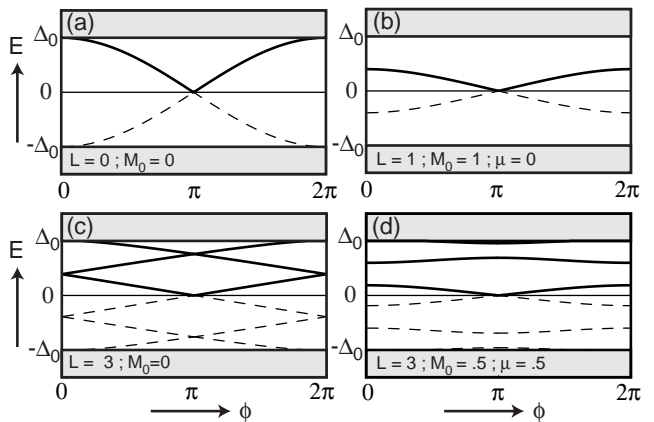 (a)
Δ₀
E
0
-Δ₀
L = 0 ; M₀ = 0
0 π 2π
(b)
Δ₀
0
-Δ₀
L = 1 ; M₀ = 1 ; μ = 0
0 π 2π
(c)
Δ₀
E
0
-Δ₀
L = 3 ; M₀=0
0 π 2π
ϕ
(d)
Δ₀
0
-Δ₀
L = 3 ; M₀ = .5 ; μ = .5
0 π 2π
ϕ